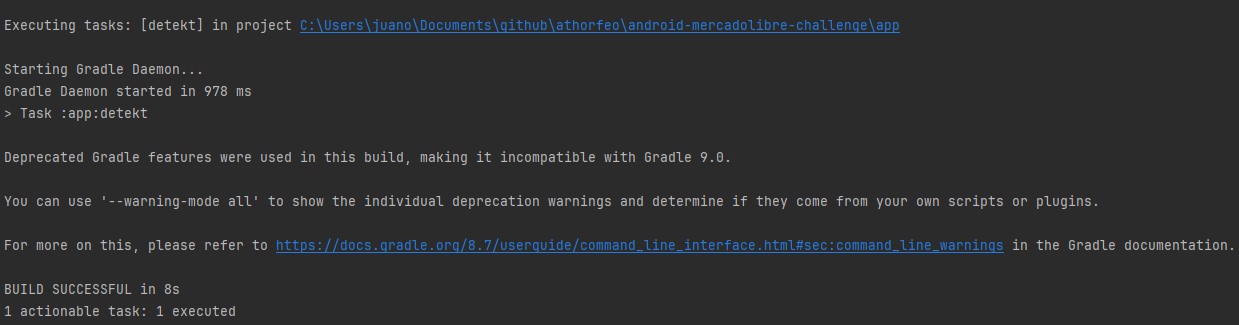 Executing tasks: [detekt] in project C:\Users\juano\Documents\github\athorfeo\android-mercadolibre-challenge\app
Starting Gradle Daemon...
Gradle Daemon started in 978 ms
> Task :app:detekt
Deprecated Gradle features were used in this build, making it incompatible with Gradle 9.0.
You can use '--warning-mode all' to show the individual deprecation warnings and determine if they come from your own scripts or plugins.
For more on this, please refer to https://docs.gradle.org/8.7/userguide/command_line_interface.html#sec:command_line_warnings in the Gradle documentation.
BUILD SUCCESSFUL in 8s
1 actionable task: 1 executed